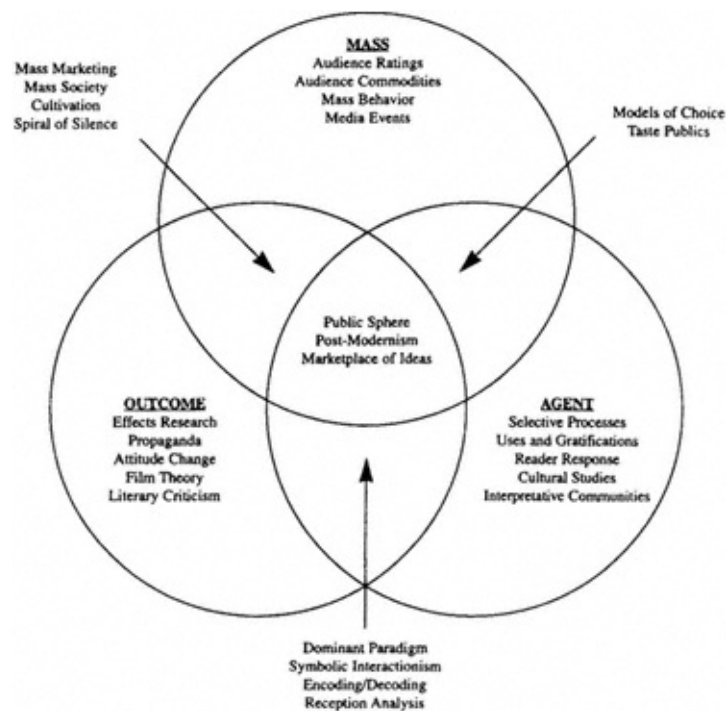 MASS
Audience Ratings
Audience Commodities
Mass Behavior
Media Events
Mass Marketing
Mass Society
Cultivation
Spiral of Silence
Models of Choice
Taste Publics
Public Sphere
Post-Modernism
Marketplace of Ideas
OUTCOME
Effects Research
Propaganda
Attitude Change
Film Theory
Literary Criticism
AGENT
Selective Processes
Uses and Gratifications
Reader Response
Cultural Studies
Interpretative Communities
Dominant Paradigm
Symbolic Interactionism
Encoding/Decoding
Reception Analysis